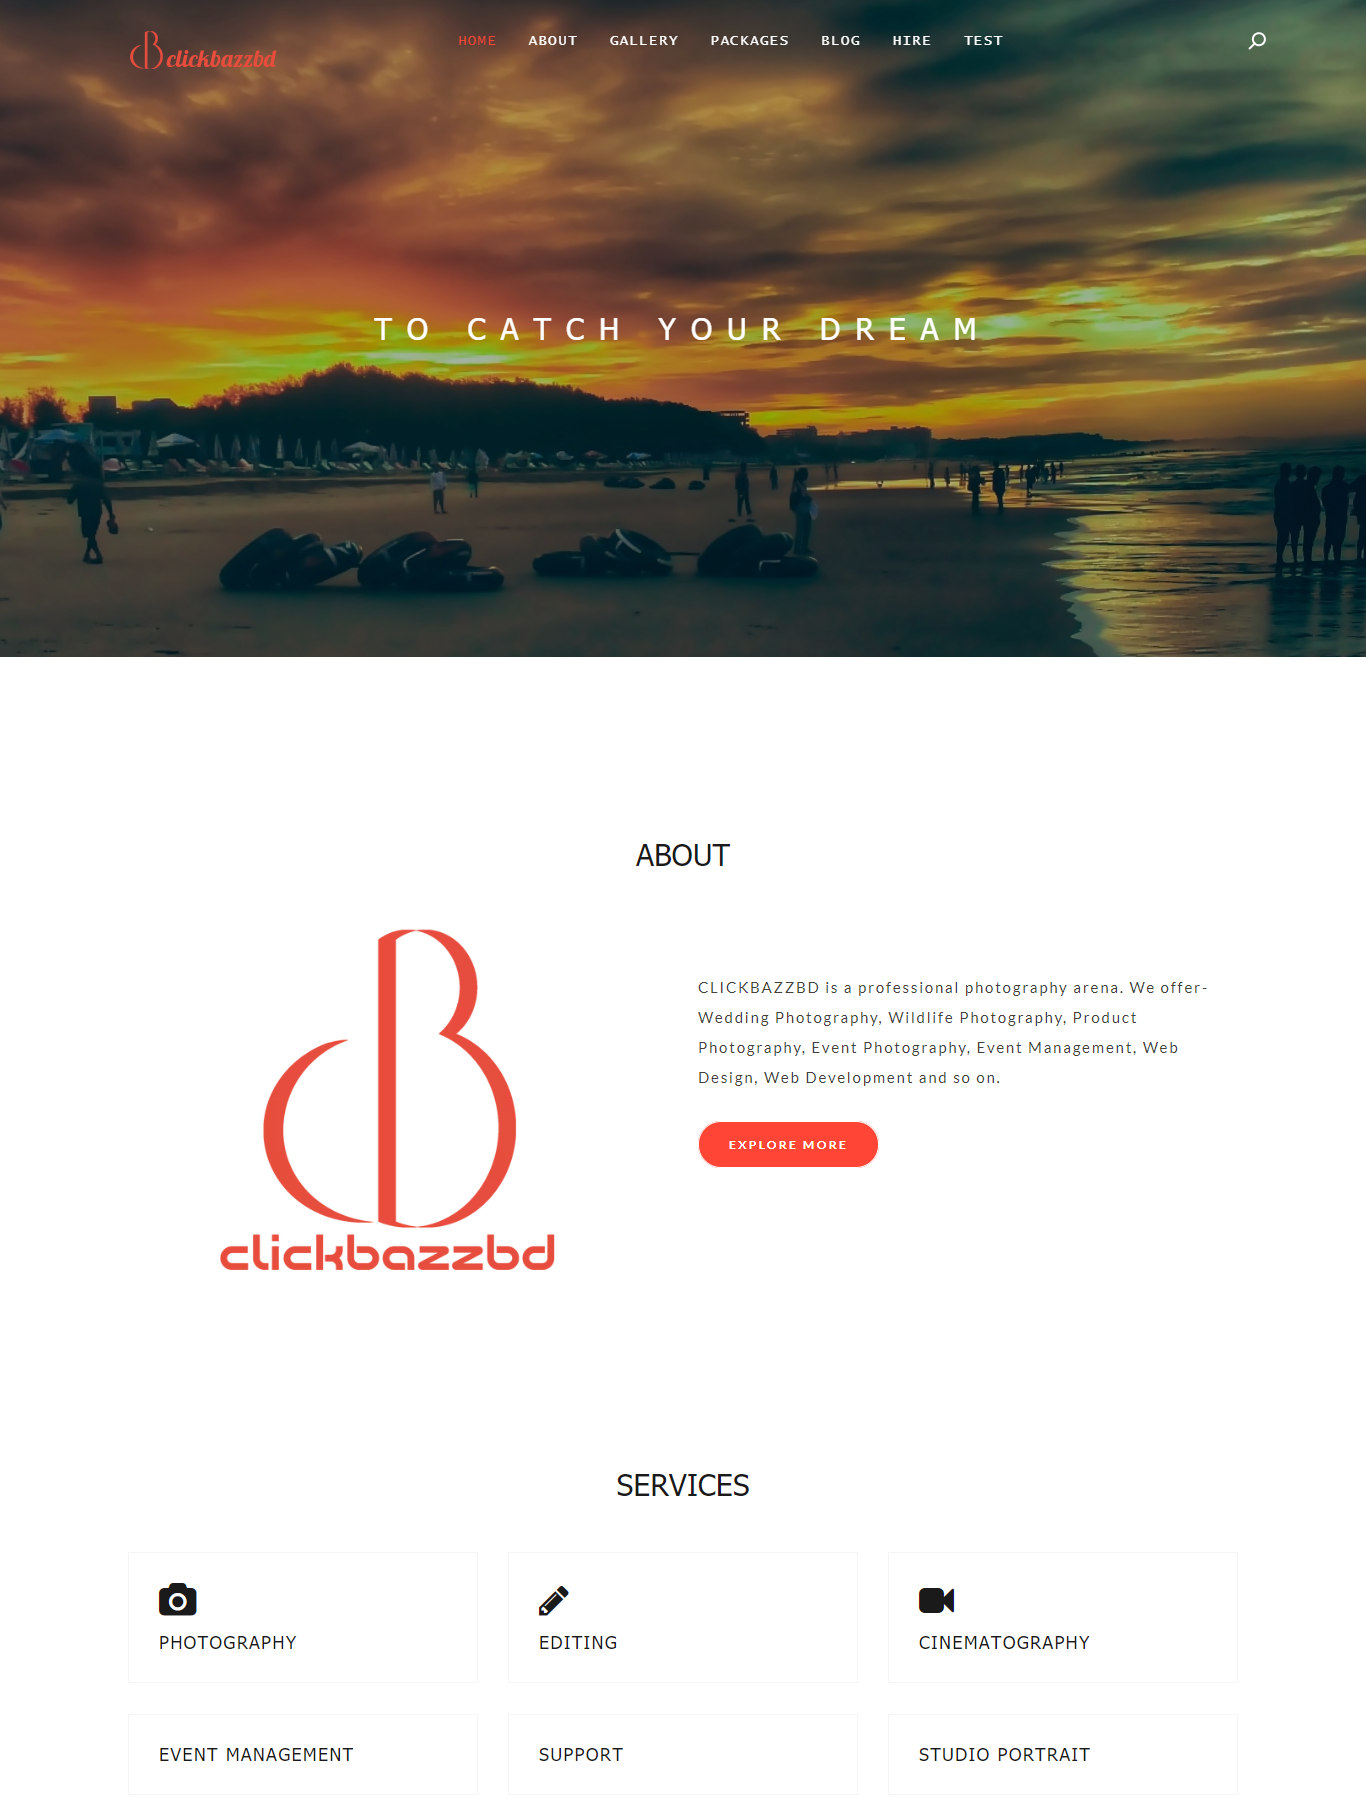 clickbazzbd
HOME ABOUT GALLERY PACKAGES BLOG HIRE TEST
TO CATCH YOUR DREAM
ABOUT
clickbazzbd
CLICKBAZZBD is a professional photography arena. We offer-
Wedding Photography, Wildlife Photography, Product
Photography, Event Photography, Event Management, Web
Design, Web Development and so on.
EXPLORE MORE
SERVICES
PHOTOGRAPHY
EDITING
CINEMATOGRAPHY
EVENT MANAGEMENT
SUPPORT
STUDIO PORTRAIT